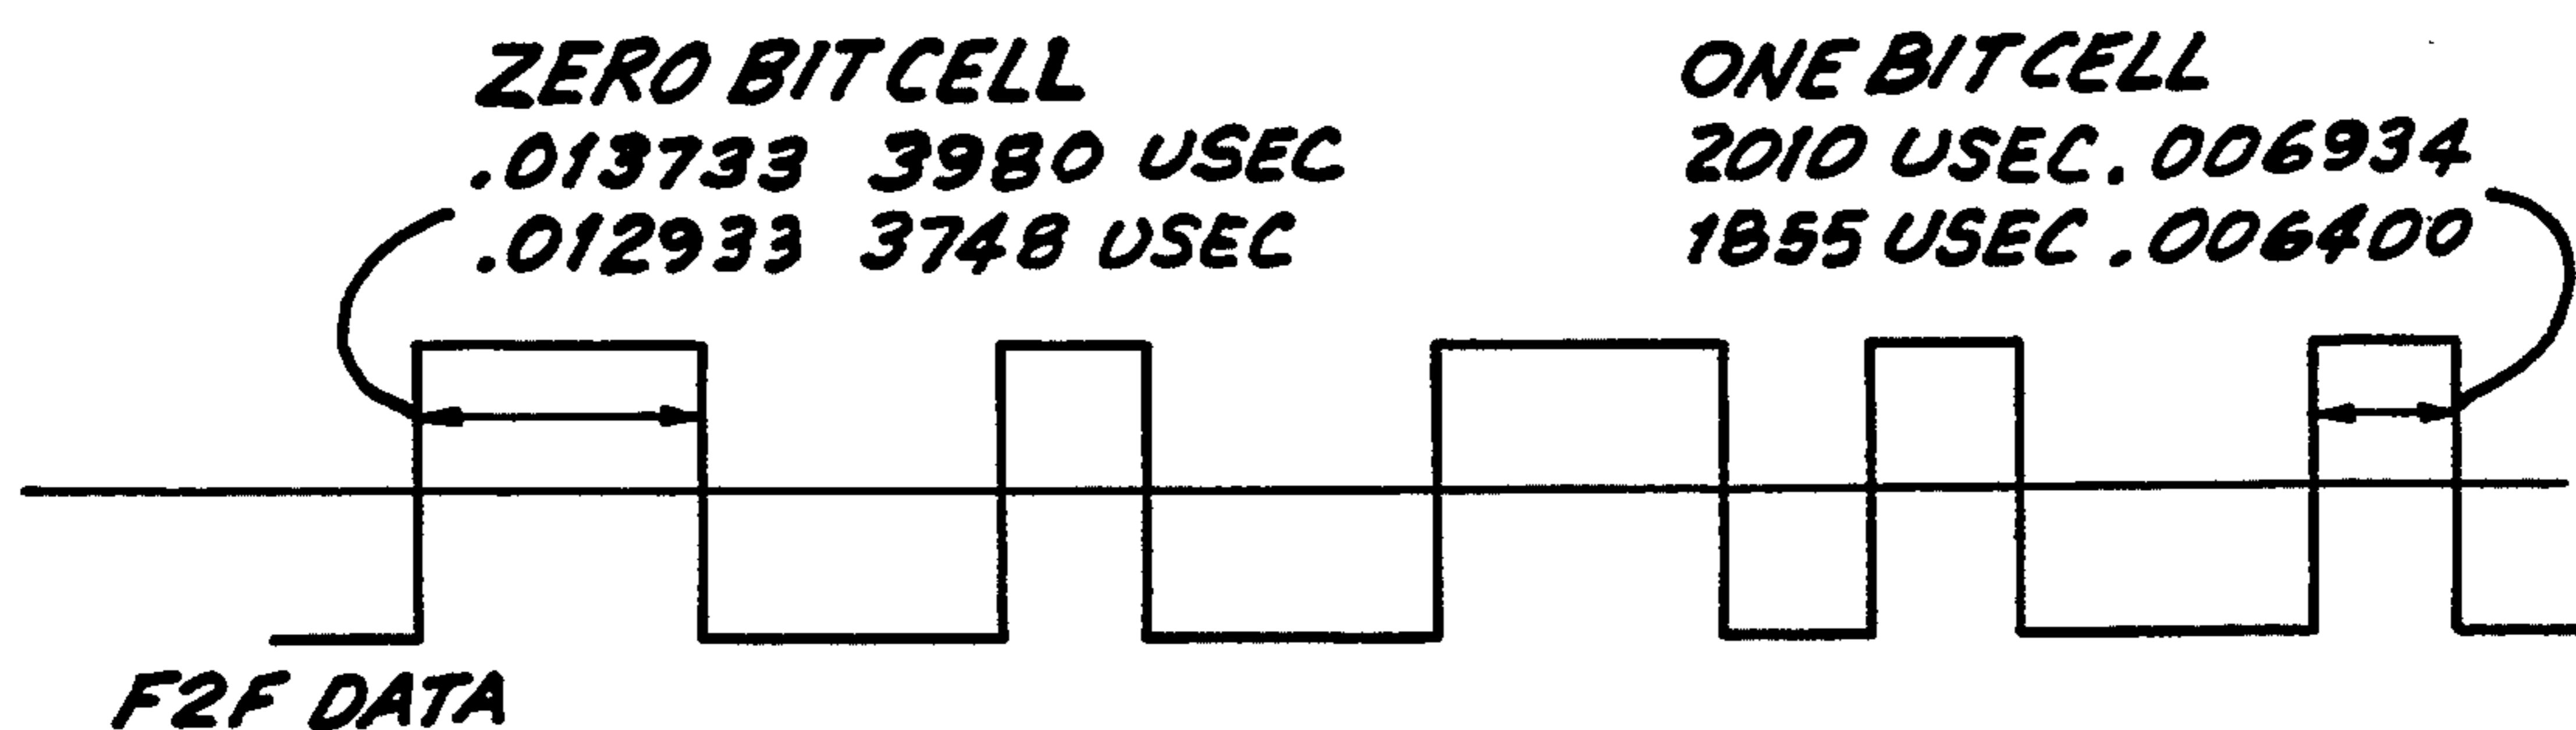 ZERO BIT CELL
.013733 3980 USEC
.012933 3748 USEC
ONE BIT CELL
2010 USEC .006934
1855 USEC .006400
F2F DATA